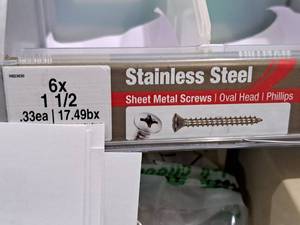 6x
1 1/2
.33ea | 17.49bx
Stainless Steel
Sheet Metal Screws | Oval Head | Phillips